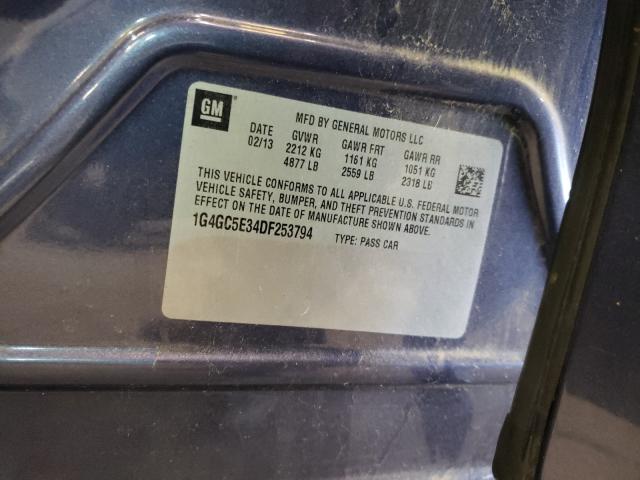 GM
MFD BY GENERAL MOTORS LLC
DATE GVWR GAWR FRT GAWR RR
02/13 2212 KG 1161 KG 1051 KG
4877 LB 2559 LB 2318 LB
THIS VEHICLE CONFORMS TO ALL APPLICABLE U.S. FEDERAL MOTOR
VEHICLE SAFETY, BUMPER, AND THEFT PREVENTION STANDARDS IN
EFFECT ON THE DATE OF MANUFACTURE SHOWN ABOVE.
1G4GC5E34DF253794 TYPE: PASS CAR